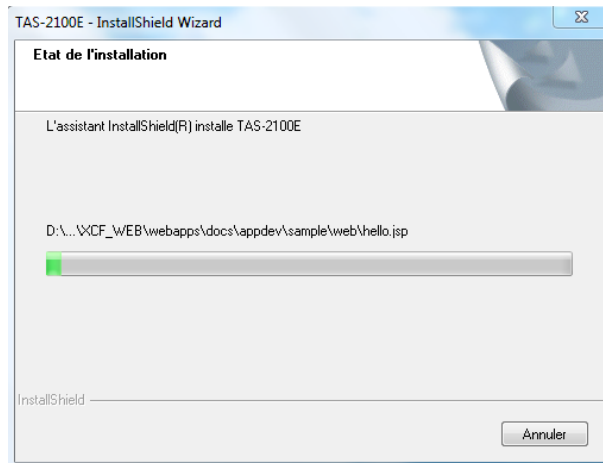 TAS-2100E - InstallShield Wizard
Etat de l'installation
L'assistant InstallShield(R) installe TAS-2100E
D:\...\XCF_WEB\webapps\docs\appdev\sample\web\hello.jsp
InstallShield
Annuler